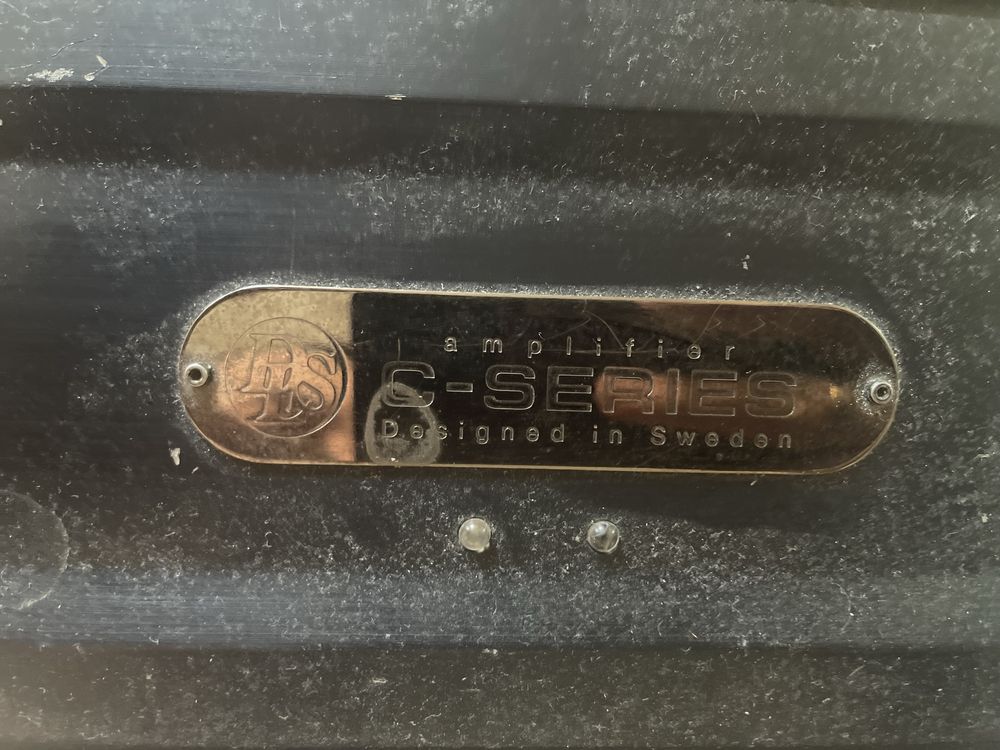 DLS
amplifier
C-SERIES
Designed in Sweden